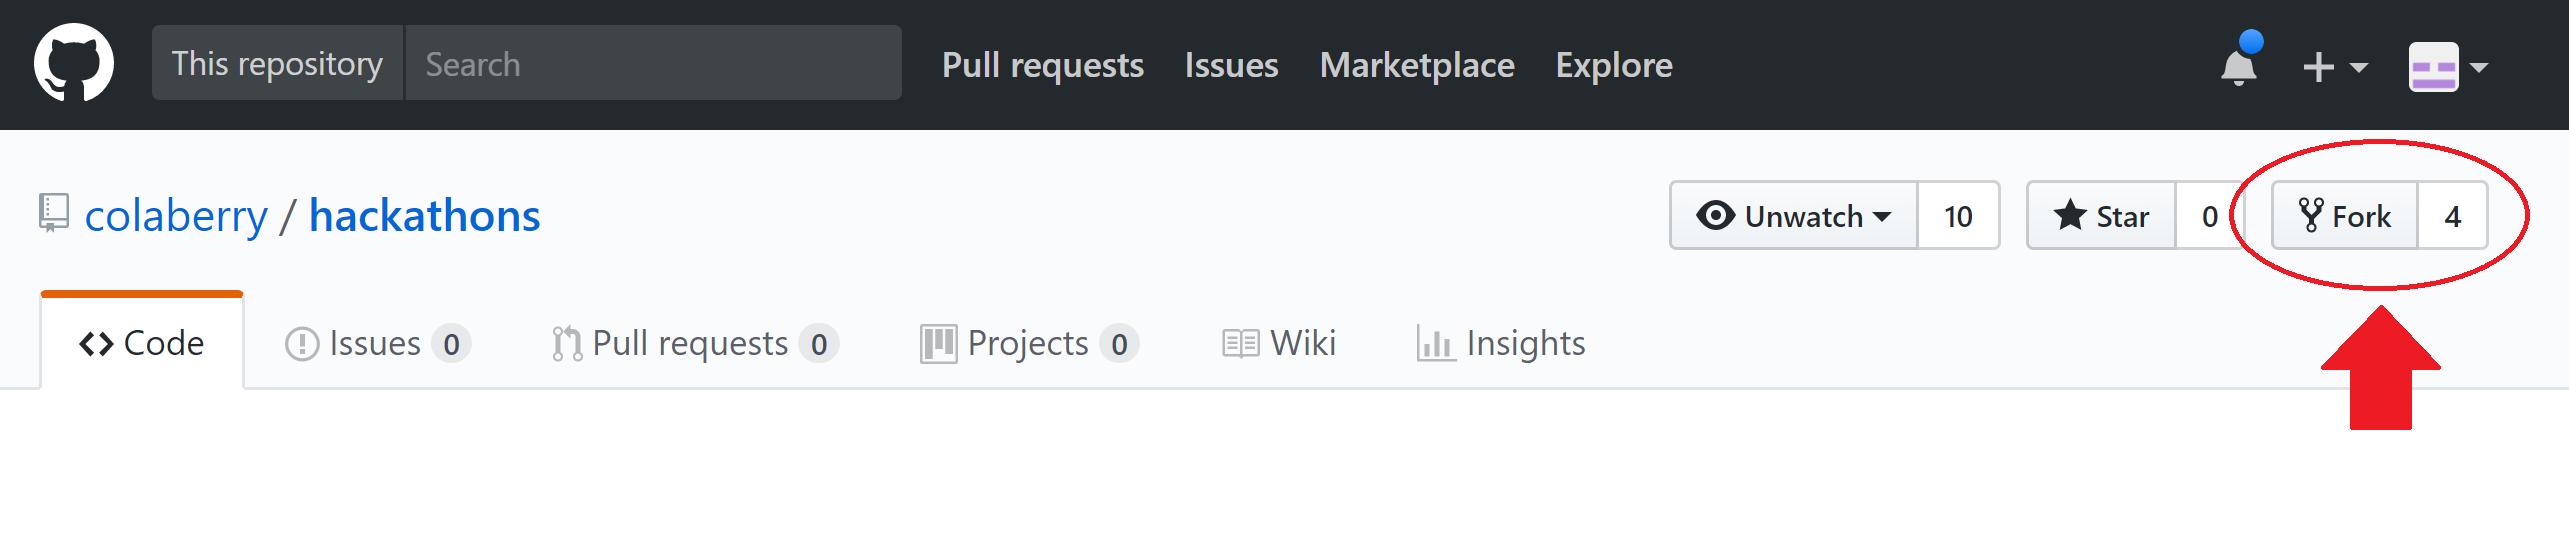 This repository Search Pull requests Issues Marketplace Explore
colaberry / hackathons Unwatch 10 Star 0 Fork 4
Code Issues 0 Pull requests 0 Projects 0 Wiki Insights